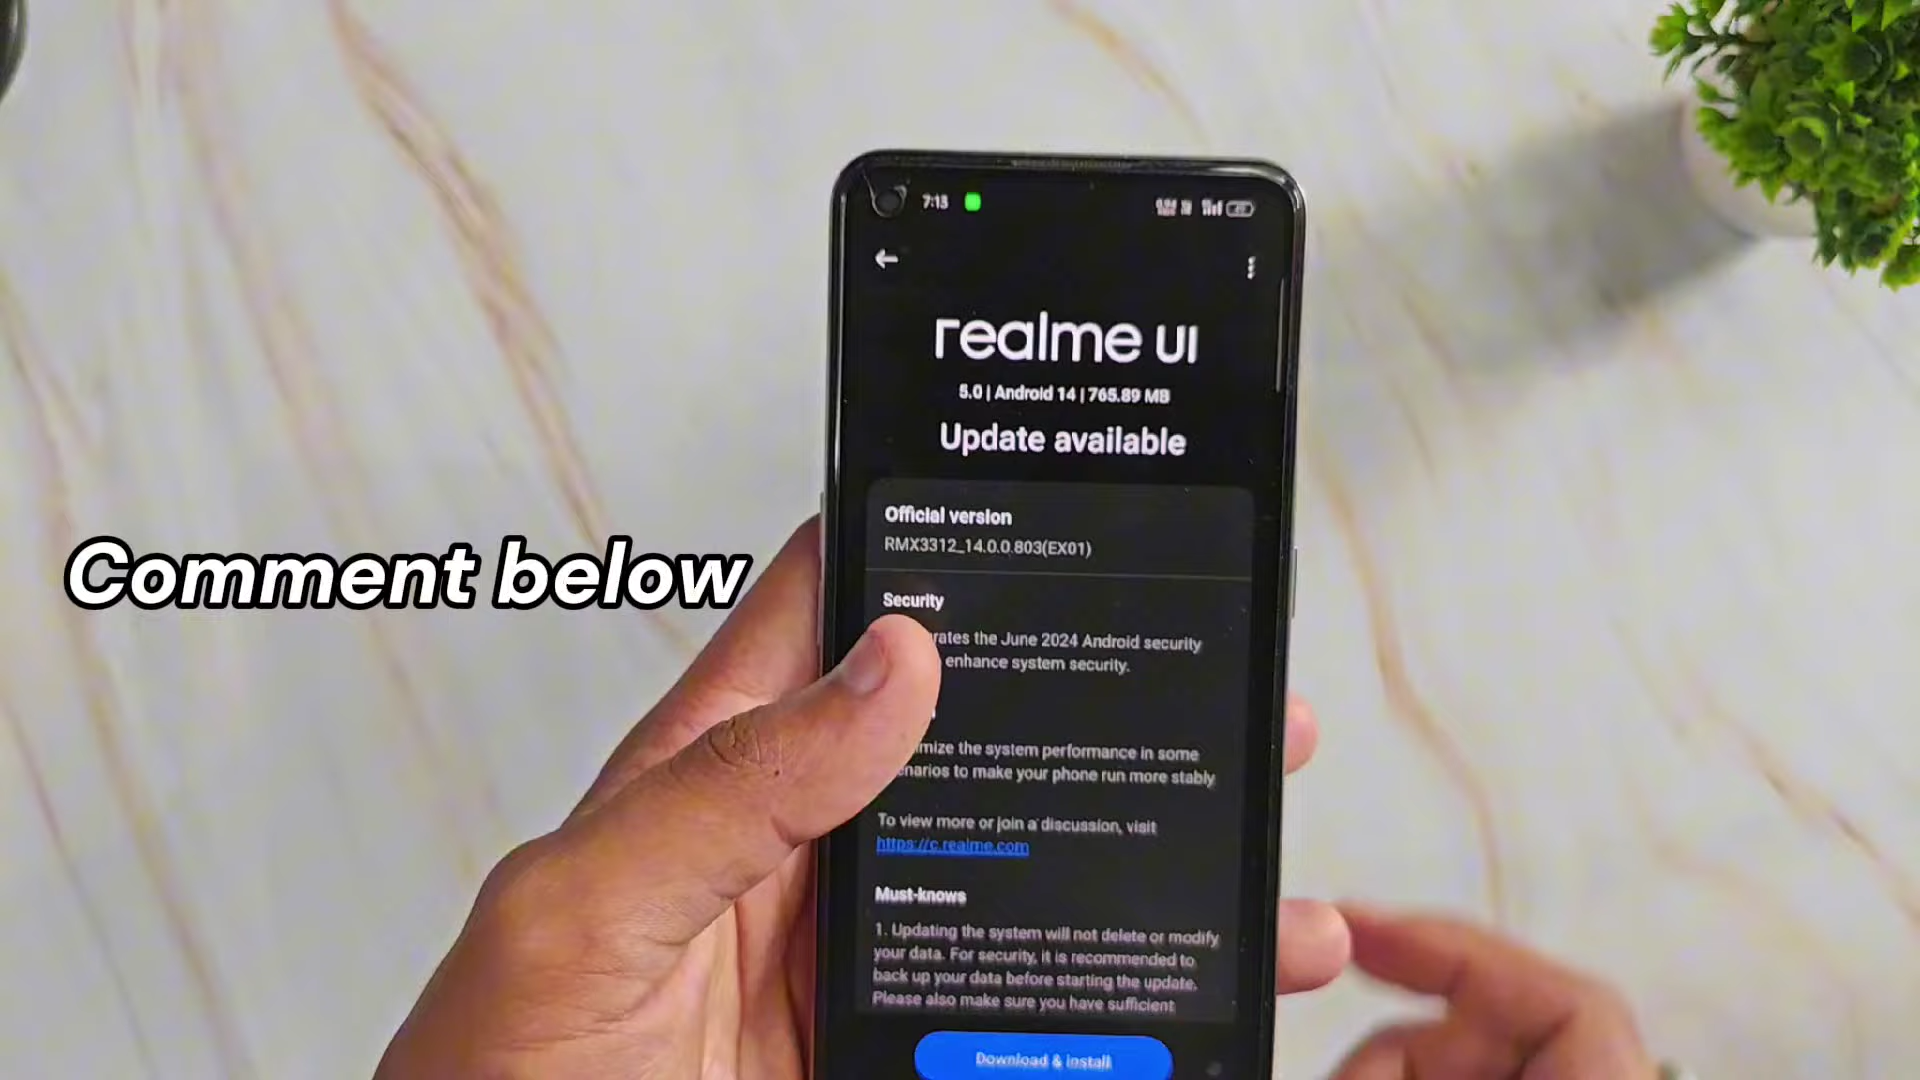 7:13
realme UI
5.0 | Android 14 | 765.89 MB
Update available
Official version
RMX3312_14.0.0.803(EX01)
Security
the June 2024 Android security
enhance system security.
the system performance in some
to make your phone run more stably
To view more or join a discussion, visit
https://c.realme.com
Must-knows
1. Updating the system will not delete or modify
your data. For security, it is recommended to
back up your data before starting the update.
Please also make sure you have sufficient
Download & install
Comment below